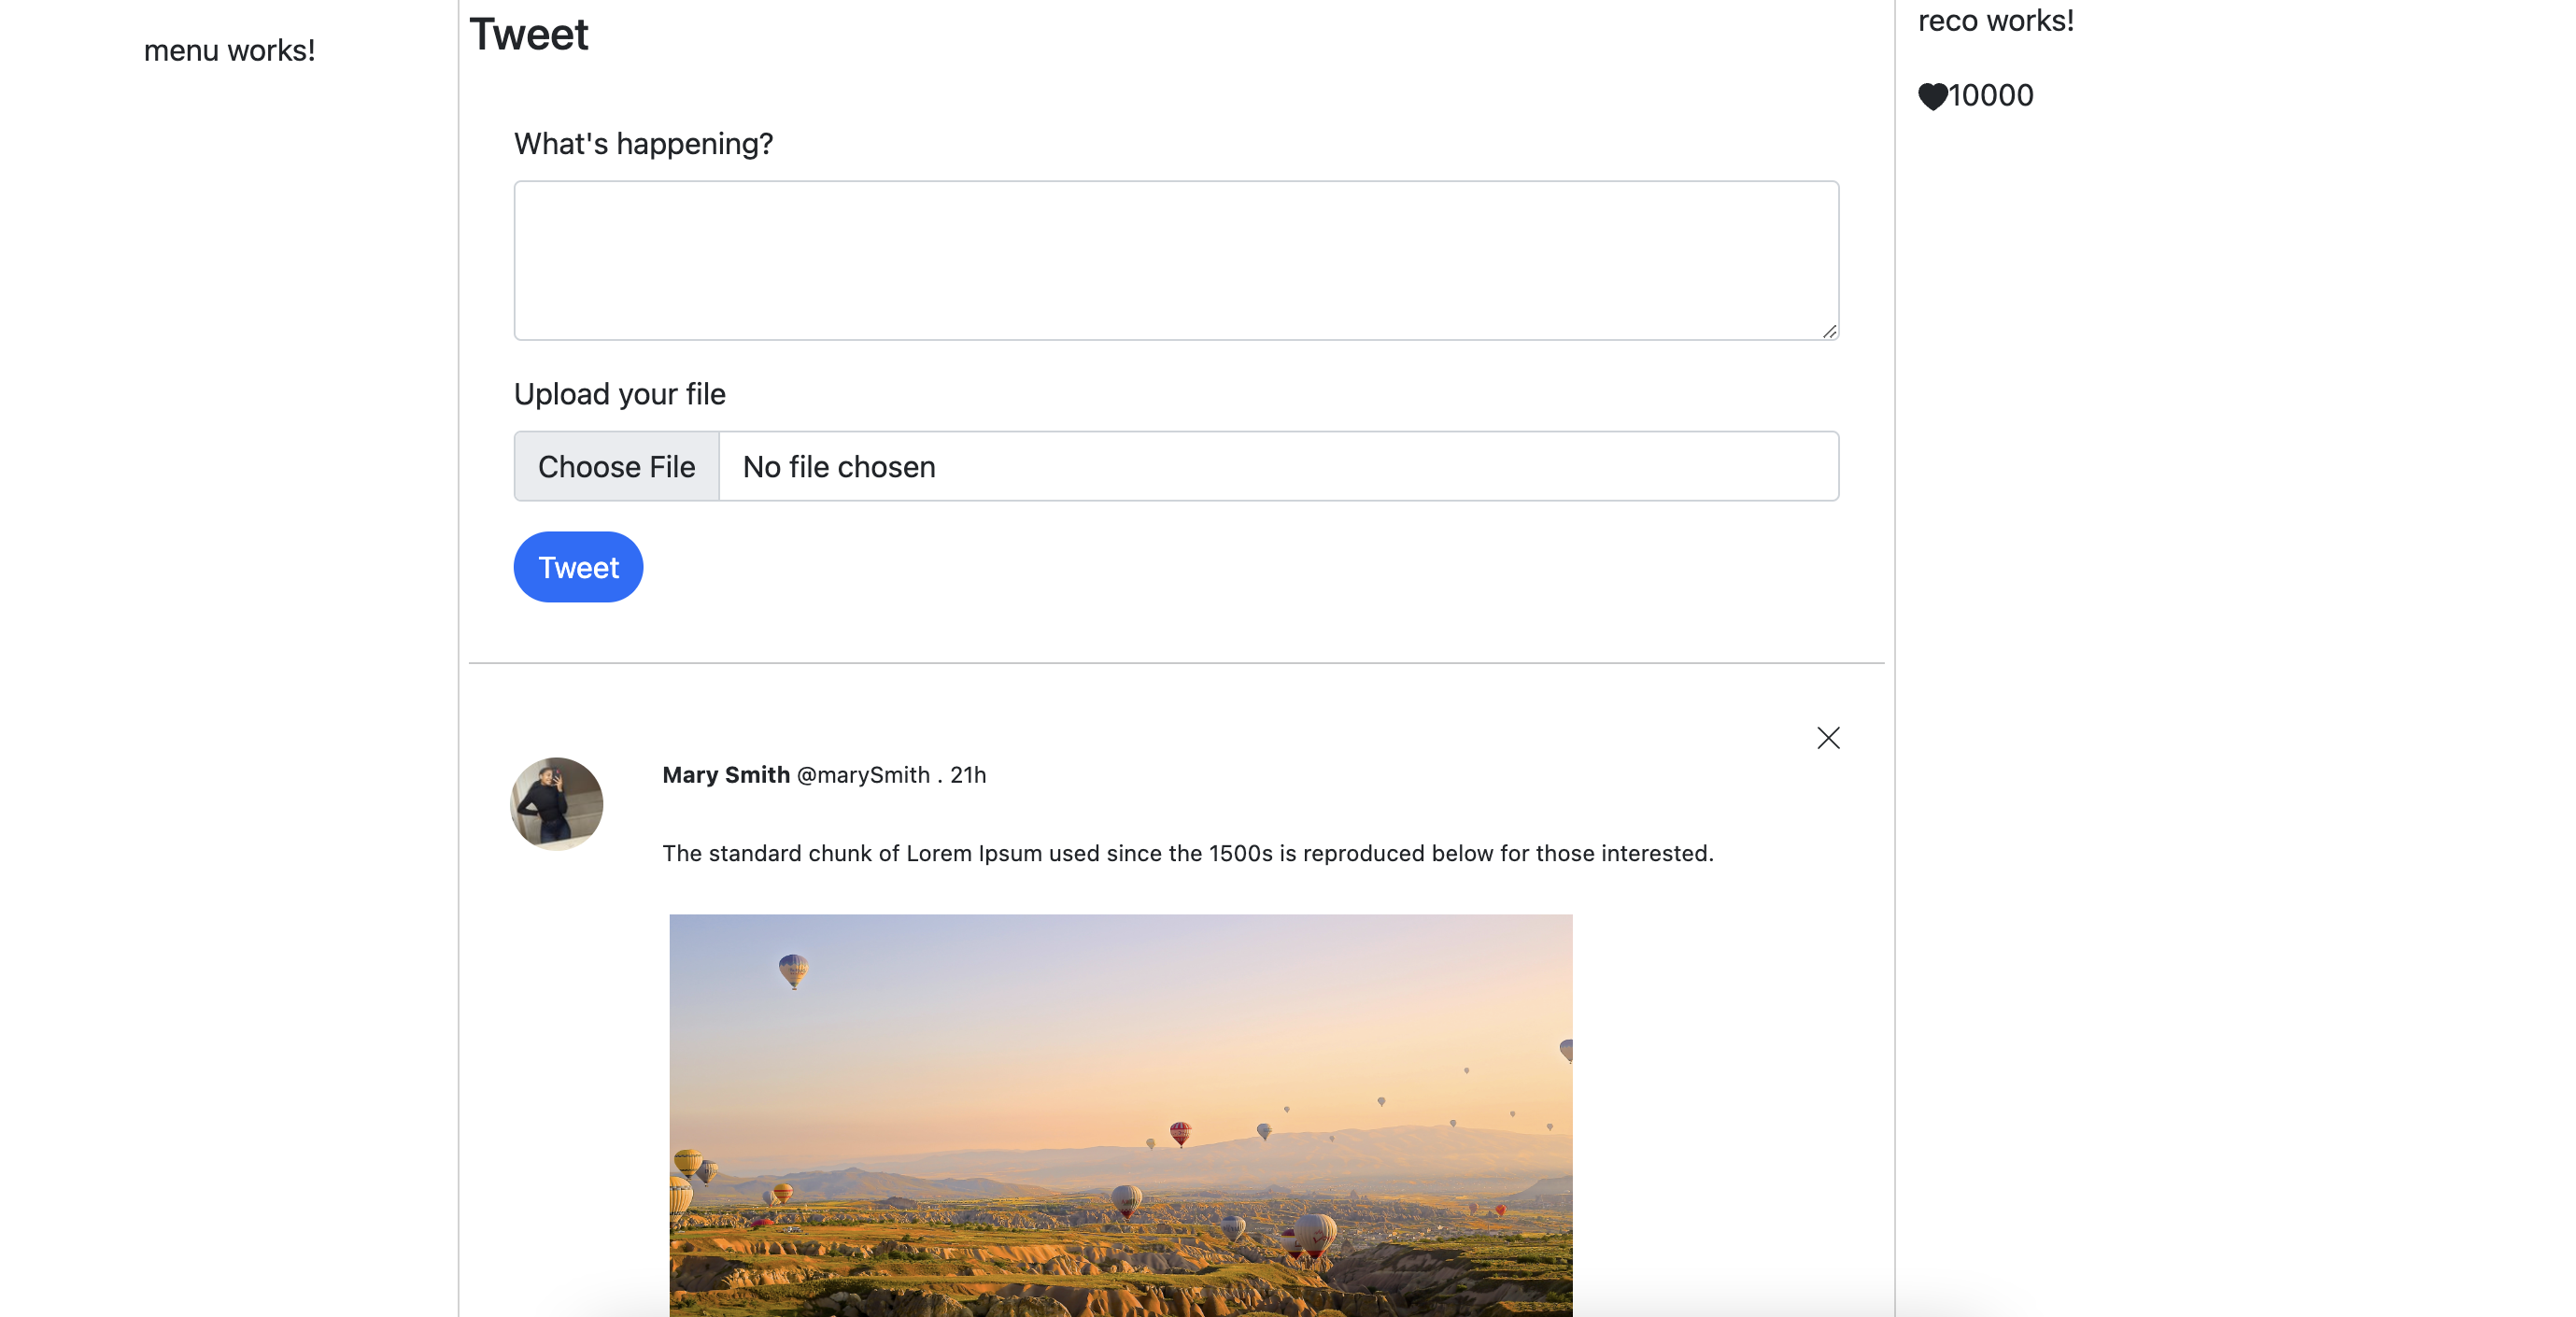 menu works!
Tweet
What's happening?
Upload your file
Choose File No file chosen
Tweet
Mary Smith @marySmith . 21h
The standard chunk of Lorem Ipsum used since the 1500s is reproduced below for those interested.
reco works!
10000